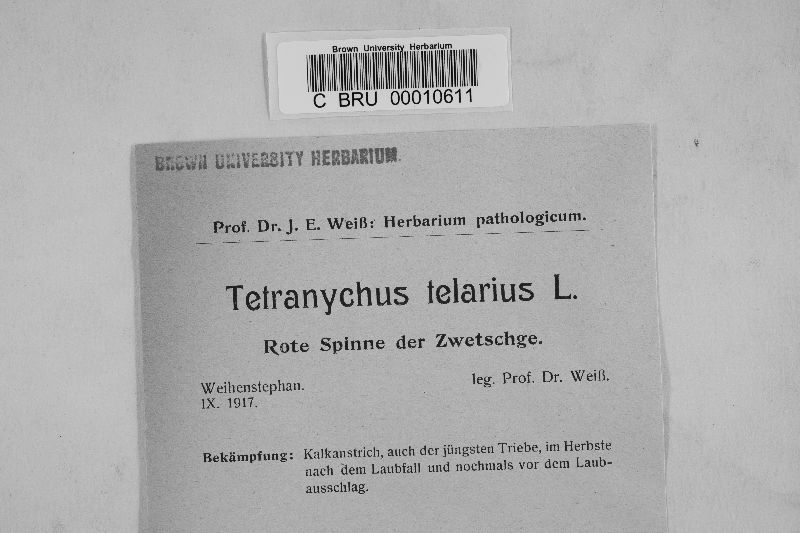 Brown University Herbarium
C BRU 00010611
BROWN UNIVERSITY HERBARIUM.
Prof. Dr. J. E. Weiß: Herbarium pathologicum.
Tetranychus telarius L.
Rote Spinne der Zwetschge.
Weihenstephan. leg. Prof. Dr. Weiß.
IX. 1917.
Bekämpfung: Kalkanstrich, auch der jüngsten Triebe, im Herbste
nach dem Laubfall und nochmals vor dem Laub-
ausschlag.